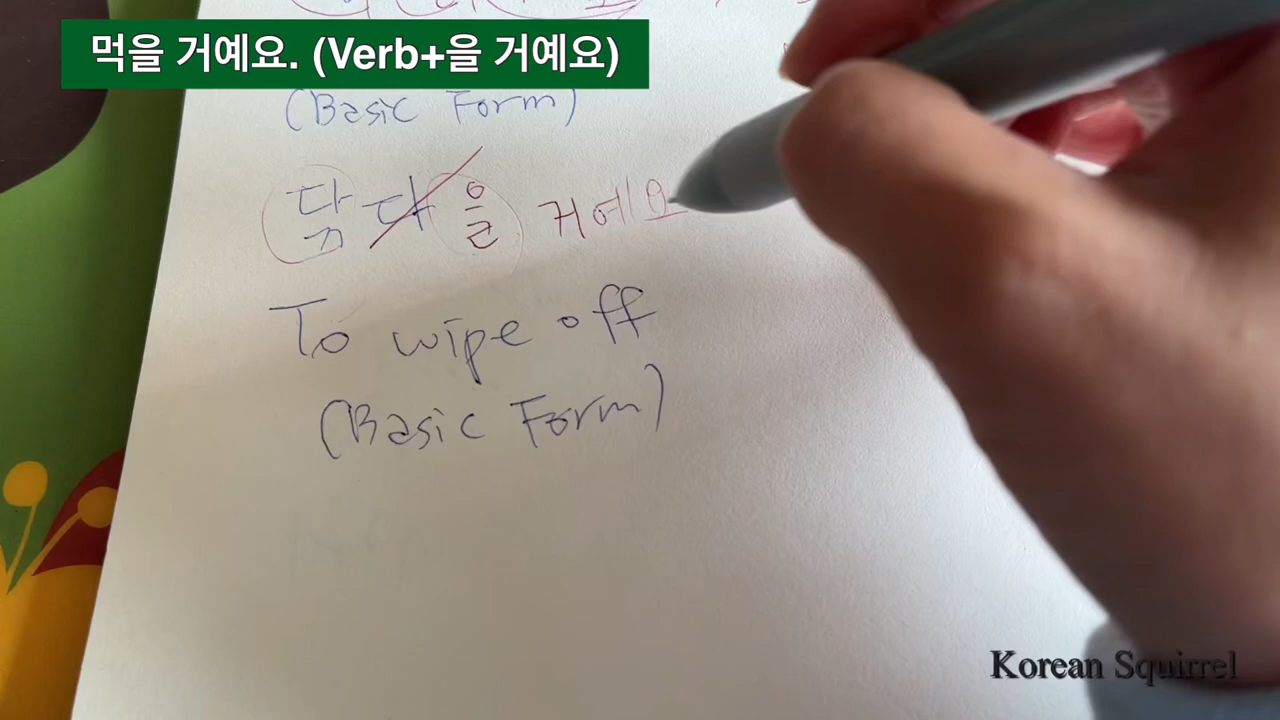 먹을 거예요. (Verb+을 거예요)
(Basic Form)
닦다을 거예요
To wipe off
(Basic Form)
Korean Squirrel